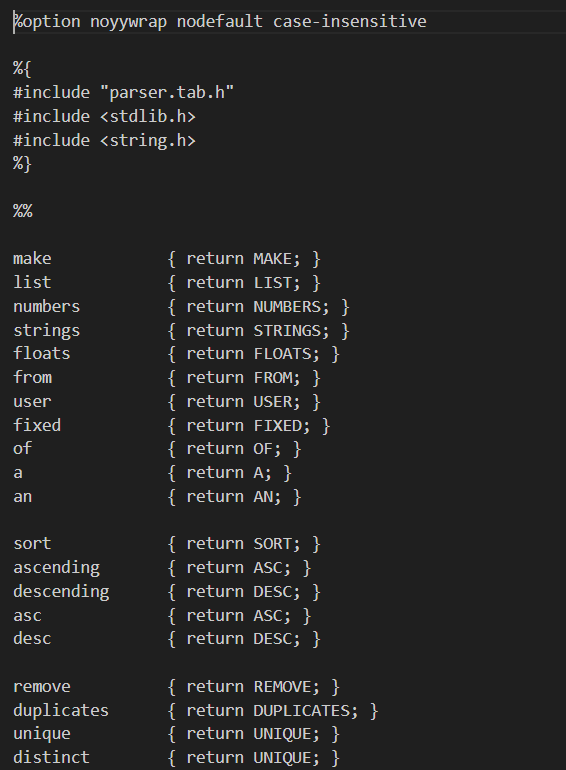 %option noyywrap nodefault case-insensitive
%{
#include "parser.tab.h"
#include <stdlib.h>
#include <string.h>
%}
%%
make { return MAKE; }
list { return LIST; }
numbers { return NUMBERS; }
strings { return STRINGS; }
floats { return FLOATS; }
from { return FROM; }
user { return USER; }
fixed { return FIXED; }
of { return OF; }
a { return A; }
an { return AN; }
sort { return SORT; }
ascending { return ASC; }
descending { return DESC; }
asc { return ASC; }
desc { return DESC; }
remove { return REMOVE; }
duplicates { return DUPLICATES; }
unique { return UNIQUE; }
distinct { return UNIQUE; }